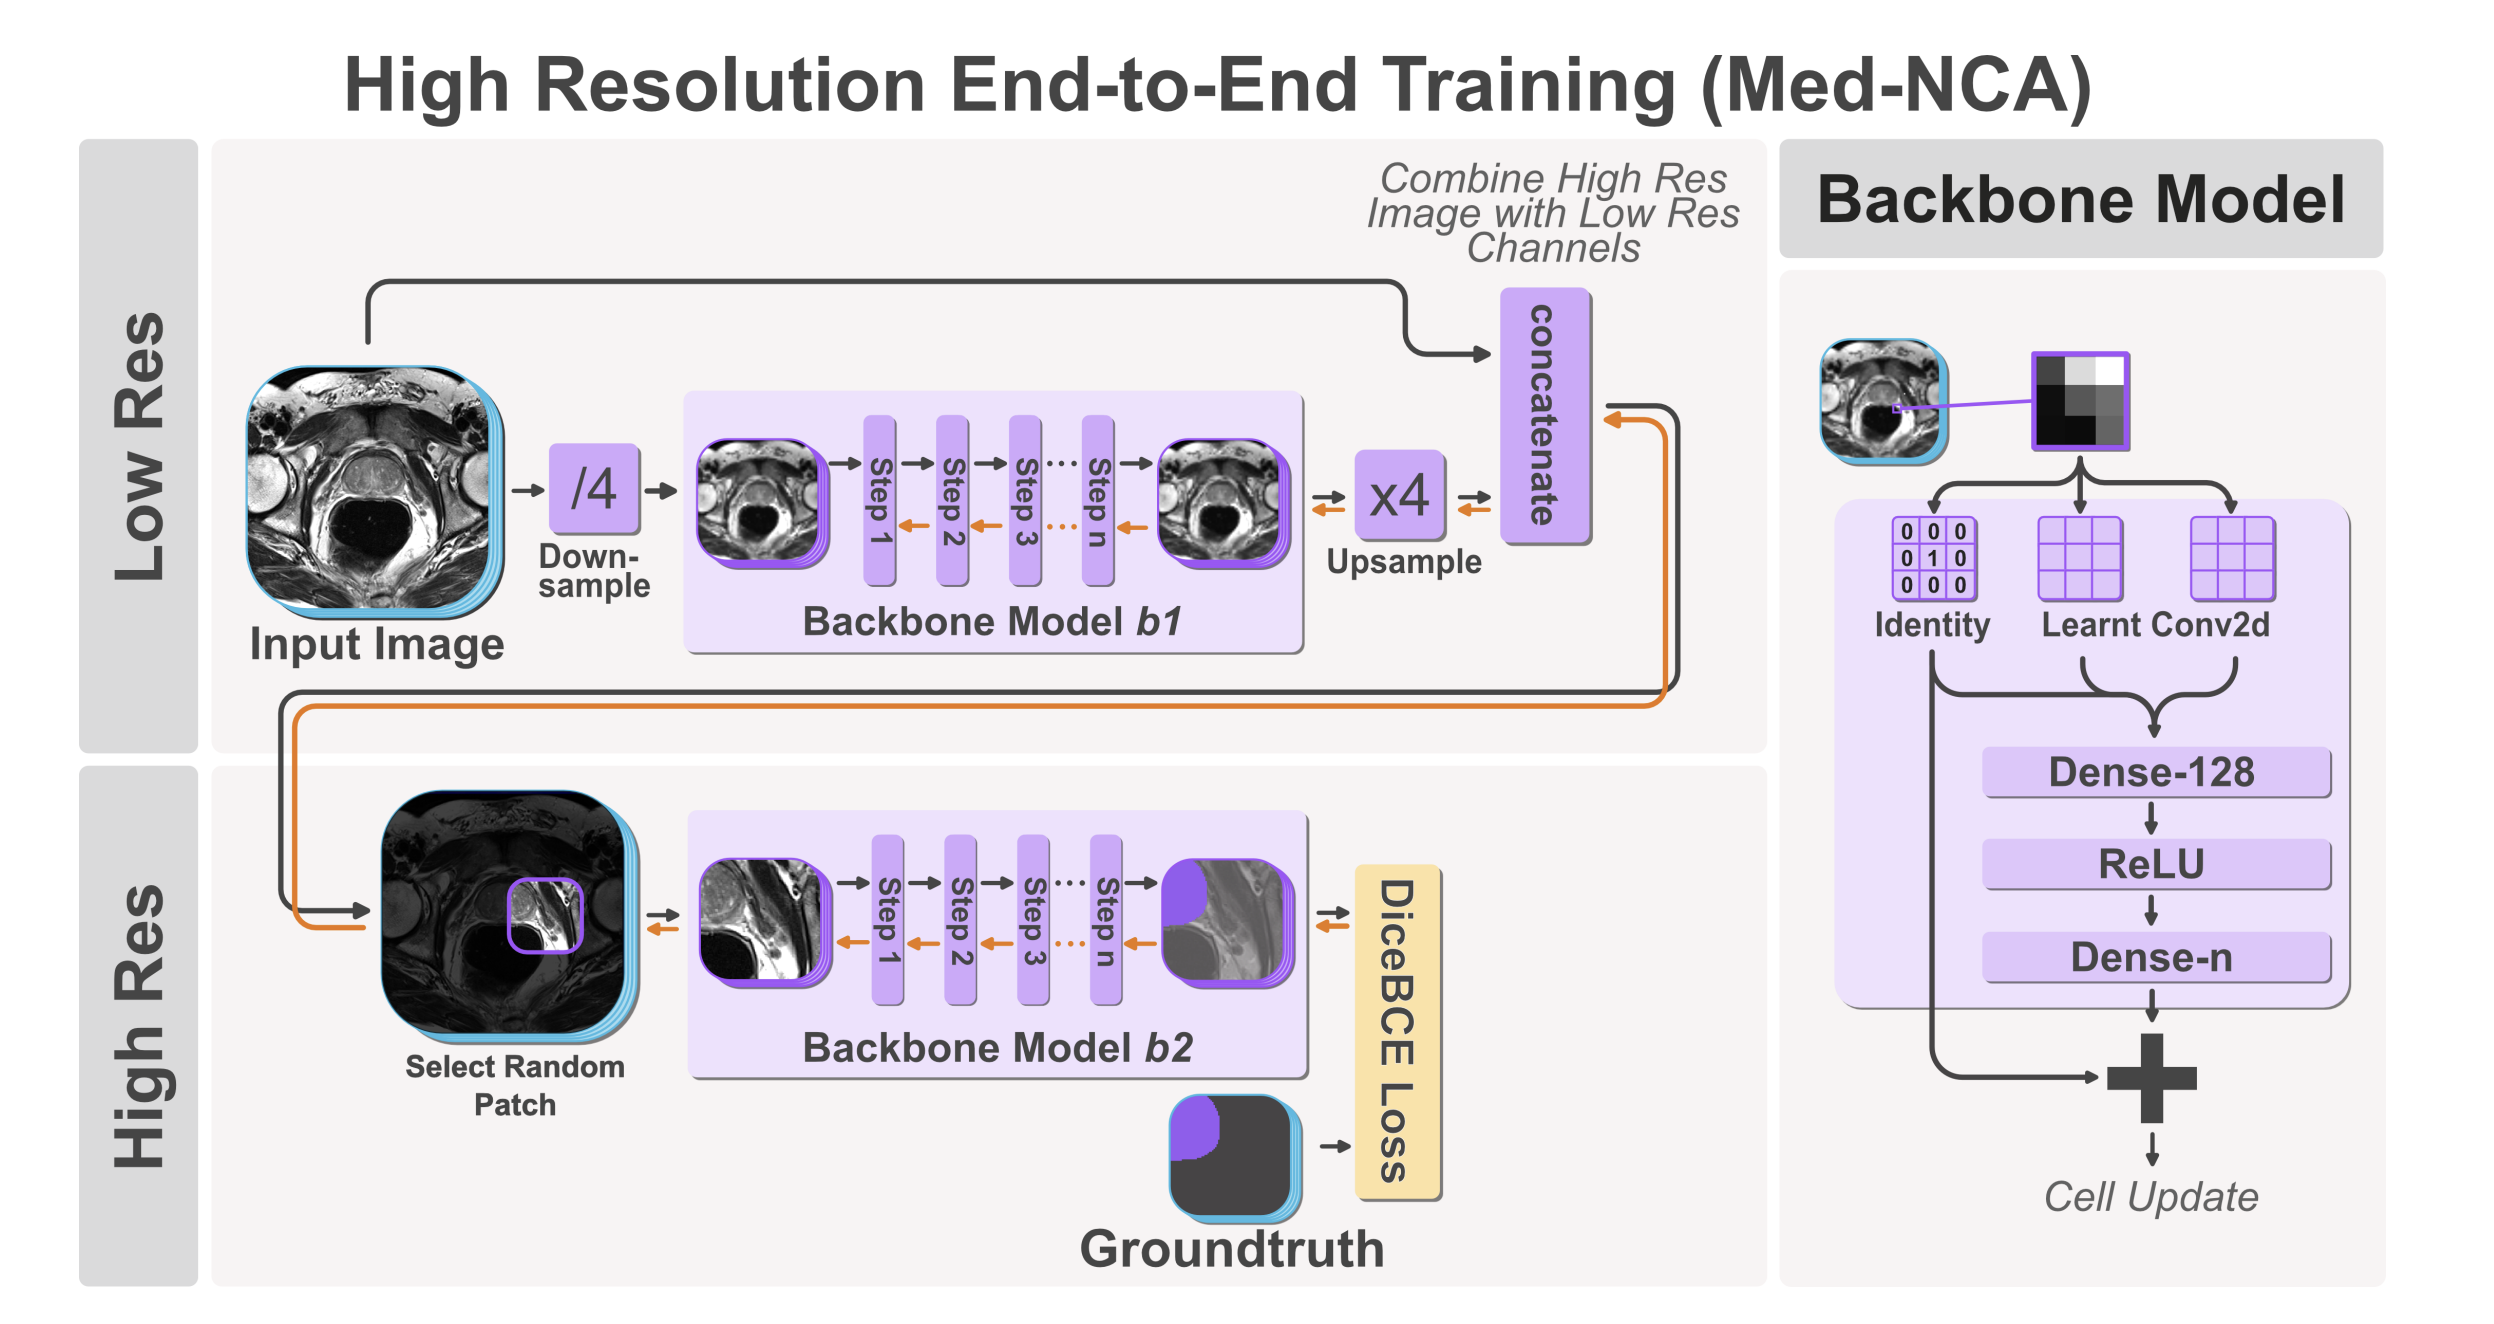 High Resolution End-to-End Training (Med-NCA)
Low Res
Combine High Res
Image with Low Res
Channels
Input Image
/4
Down-
sample
Step 1
Step 2
Step 3
...
Step n
...
Backbone Model b1
x4
Upsample
concatenate
High Res
Select Random
Patch
Step 1
Step 2
Step 3
...
Step n
...
Backbone Model b2
DiceBCE Loss
Groundtruth
Backbone Model
0 0 0
0 1 0
0 0 0
Identity
Learnt Conv2d
Dense-128
ReLU
Dense-n
Cell Update